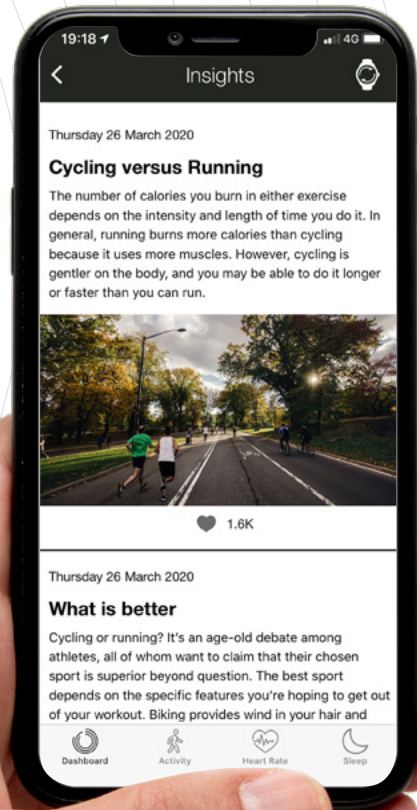 19:18
4G
Insights
Thursday 26 March 2020
Cycling versus Running
The number of calories you burn in either exercise
depends on the intensity and length of time you do it. In
general, running burns more calories than cycling
because it uses more muscles. However, cycling is
gentler on the body, and you may be able to do it longer
or faster than you can run.
1.6K
Thursday 26 March 2020
What is better
Cycling or running? It's an age-old debate among
athletes, all of whom want to claim that their chosen
sport is superior beyond question. The best sport
depends on the specific features you're hoping to get out
of your workout. Biking provides wind in your hair and
Dashboard
Activity
Heart Rate
Sleep